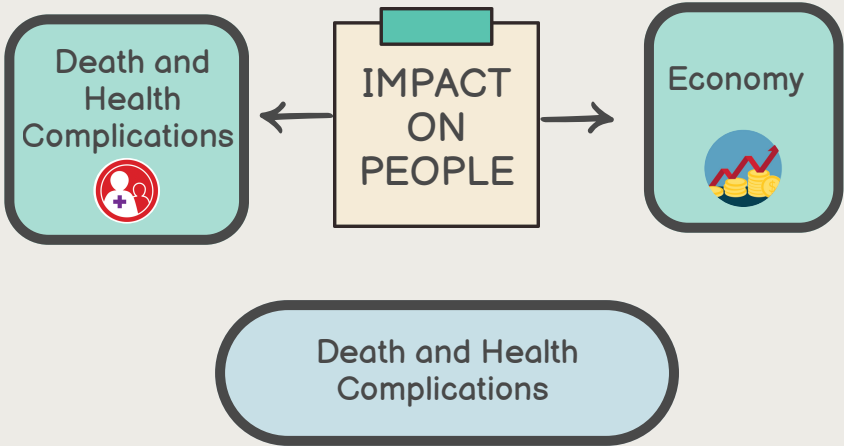 Death and
Health
Complications
IMPACT
ON
PEOPLE
Economy
Death and Health
Complications